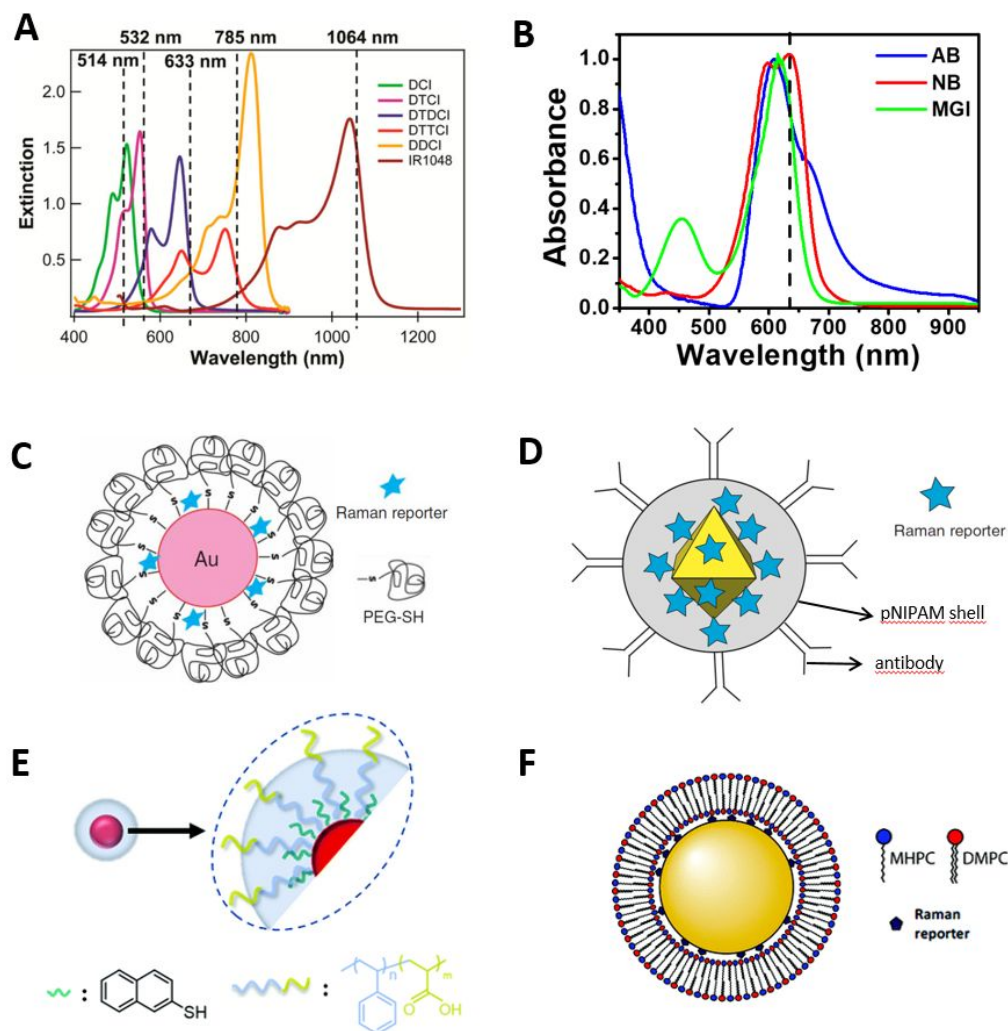 A
532 nm 785 nm 1064 nm
514 nm 633 nm
2.0
1.5
1.0
0.5
Extinction
DCI
DTCI
DTDCI
DTTCI
DDCI
IR1048
400 600 800 1000 1200
Wavelength (nm)
B
1.0
0.8
0.6
0.4
0.2
0.0
Absorbance
AB
NB
MGI
400 500 600 700 800 900
Wavelength (nm)
C
Au
s s s s s s s s s s s s s s
Raman reporter
s
PEG-SH
D
Raman reporter
pNIPAM shell
antibody
E
:
SH
:
n
m
O
OH
F
MHPC
DMPC
Raman
reporter